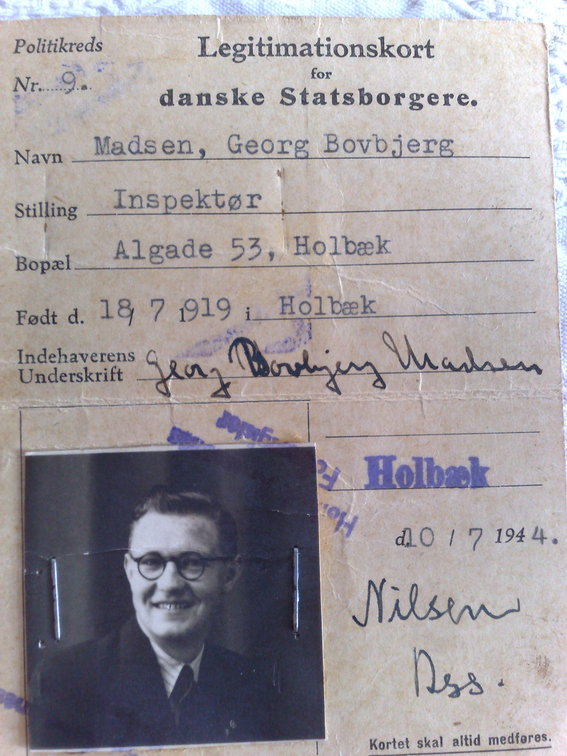 Politikreds
Nr. 9.
Legitimationskort
for
danske Statsborgere.
Navn Madsen, Georg Bovbjerg
Stilling Inspektør
Bopæl Algade 53, Holbæk
Født d. 18/ 7 1919 i Holbæk
Indehaverens
Underskrift Georg Bovbjerg Madsen
Holbæk
d. 10 / 7 1944.
Nilsen
Ass.
Kortet skal altid medføres.